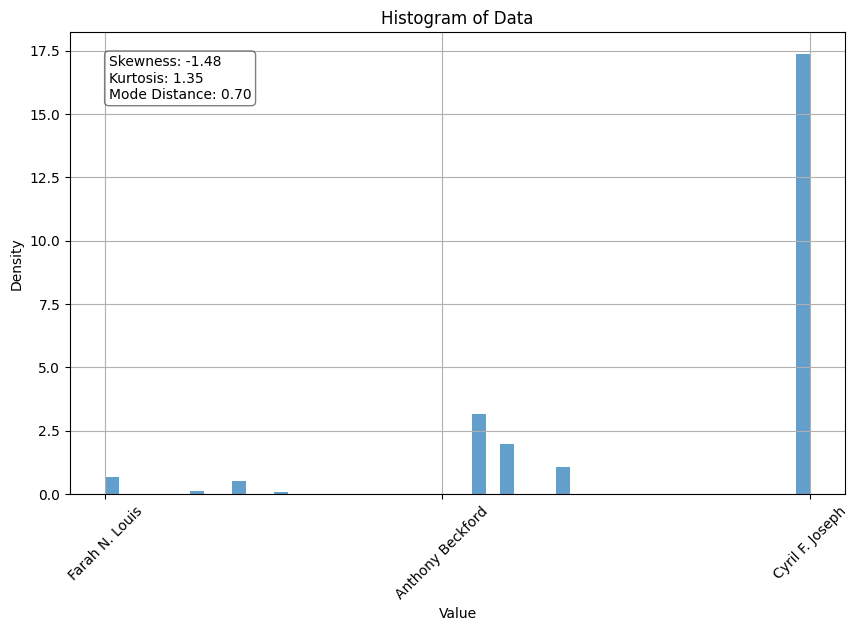 Histogram of Data
Skewness: -1.48
Kurtosis: 1.35
Mode Distance: 0.70
17.5
15.0
12.5
10.0
7.5
5.0
2.5
0.0
Density
Farah N. Louis
Anthony Beckford
Cyril F. Joseph
Value